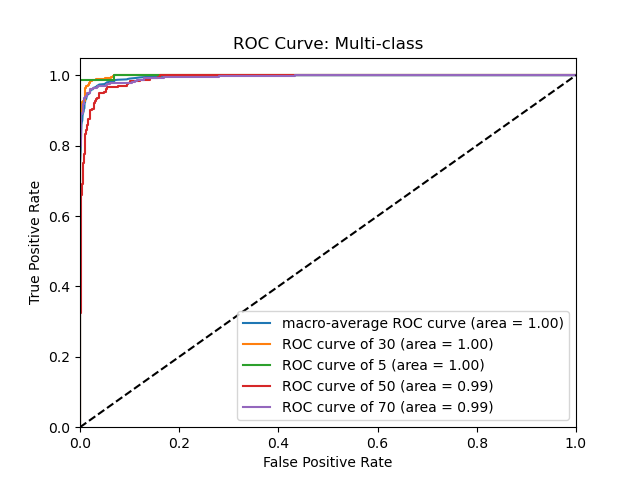 ROC Curve: Multi-class
True Positive Rate
1.0
0.8
0.6
0.4
0.2
0.0
macro-average ROC curve (area = 1.00)
ROC curve of 30 (area = 1.00)
ROC curve of 5 (area = 1.00)
ROC curve of 50 (area = 0.99)
ROC curve of 70 (area = 0.99)
0.0 0.2 0.4 0.6 0.8 1.0
False Positive Rate